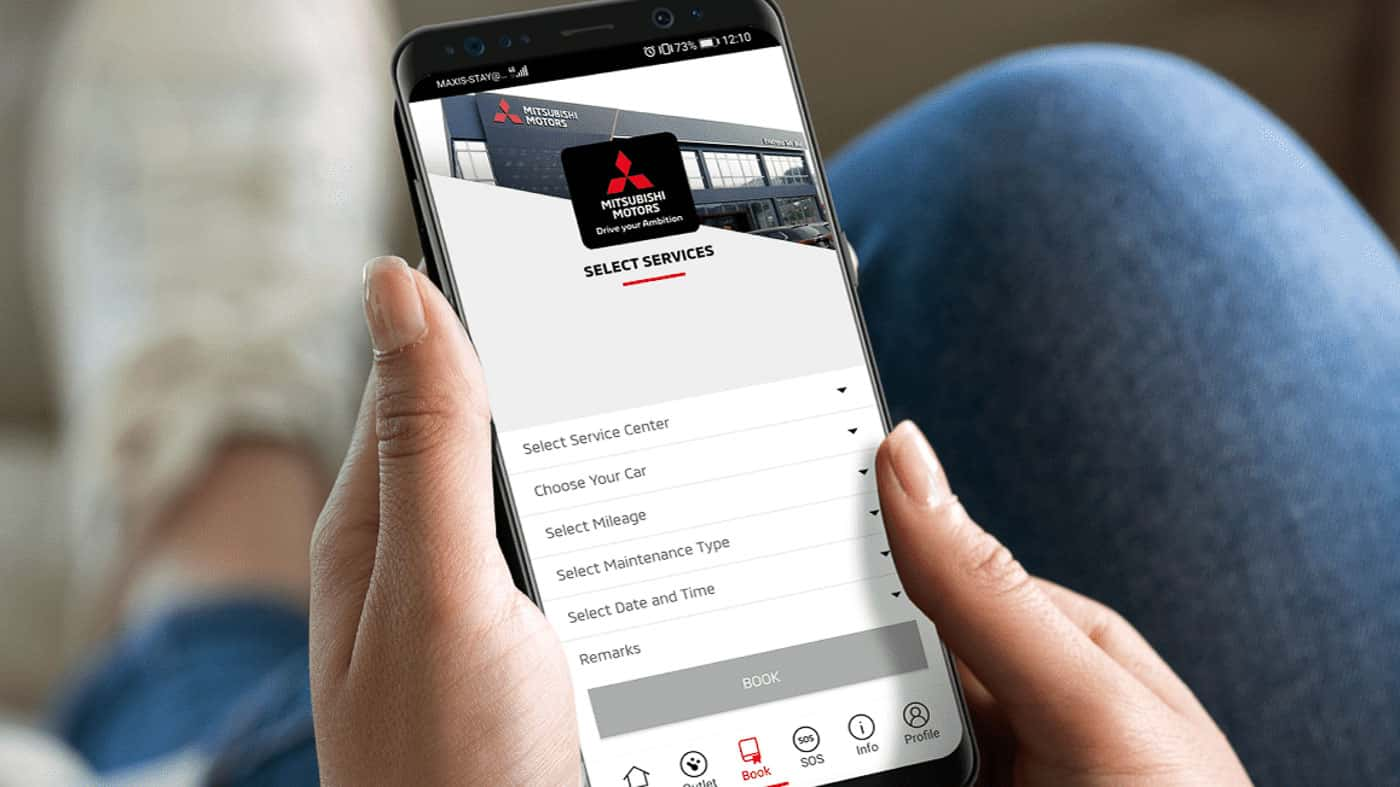 MAXIS-STAY@...
73%
12:10
MITSUBISHI
MOTORS
MITSUBISHI
MOTORS
Drive your Ambition
SELECT SERVICES
Select Service Center
Choose Your Car
Select Mileage
Select Maintenance Type
Select Date and Time
Remarks
BOOK
Outlet
Book
SOS
SOS
Info
Profile